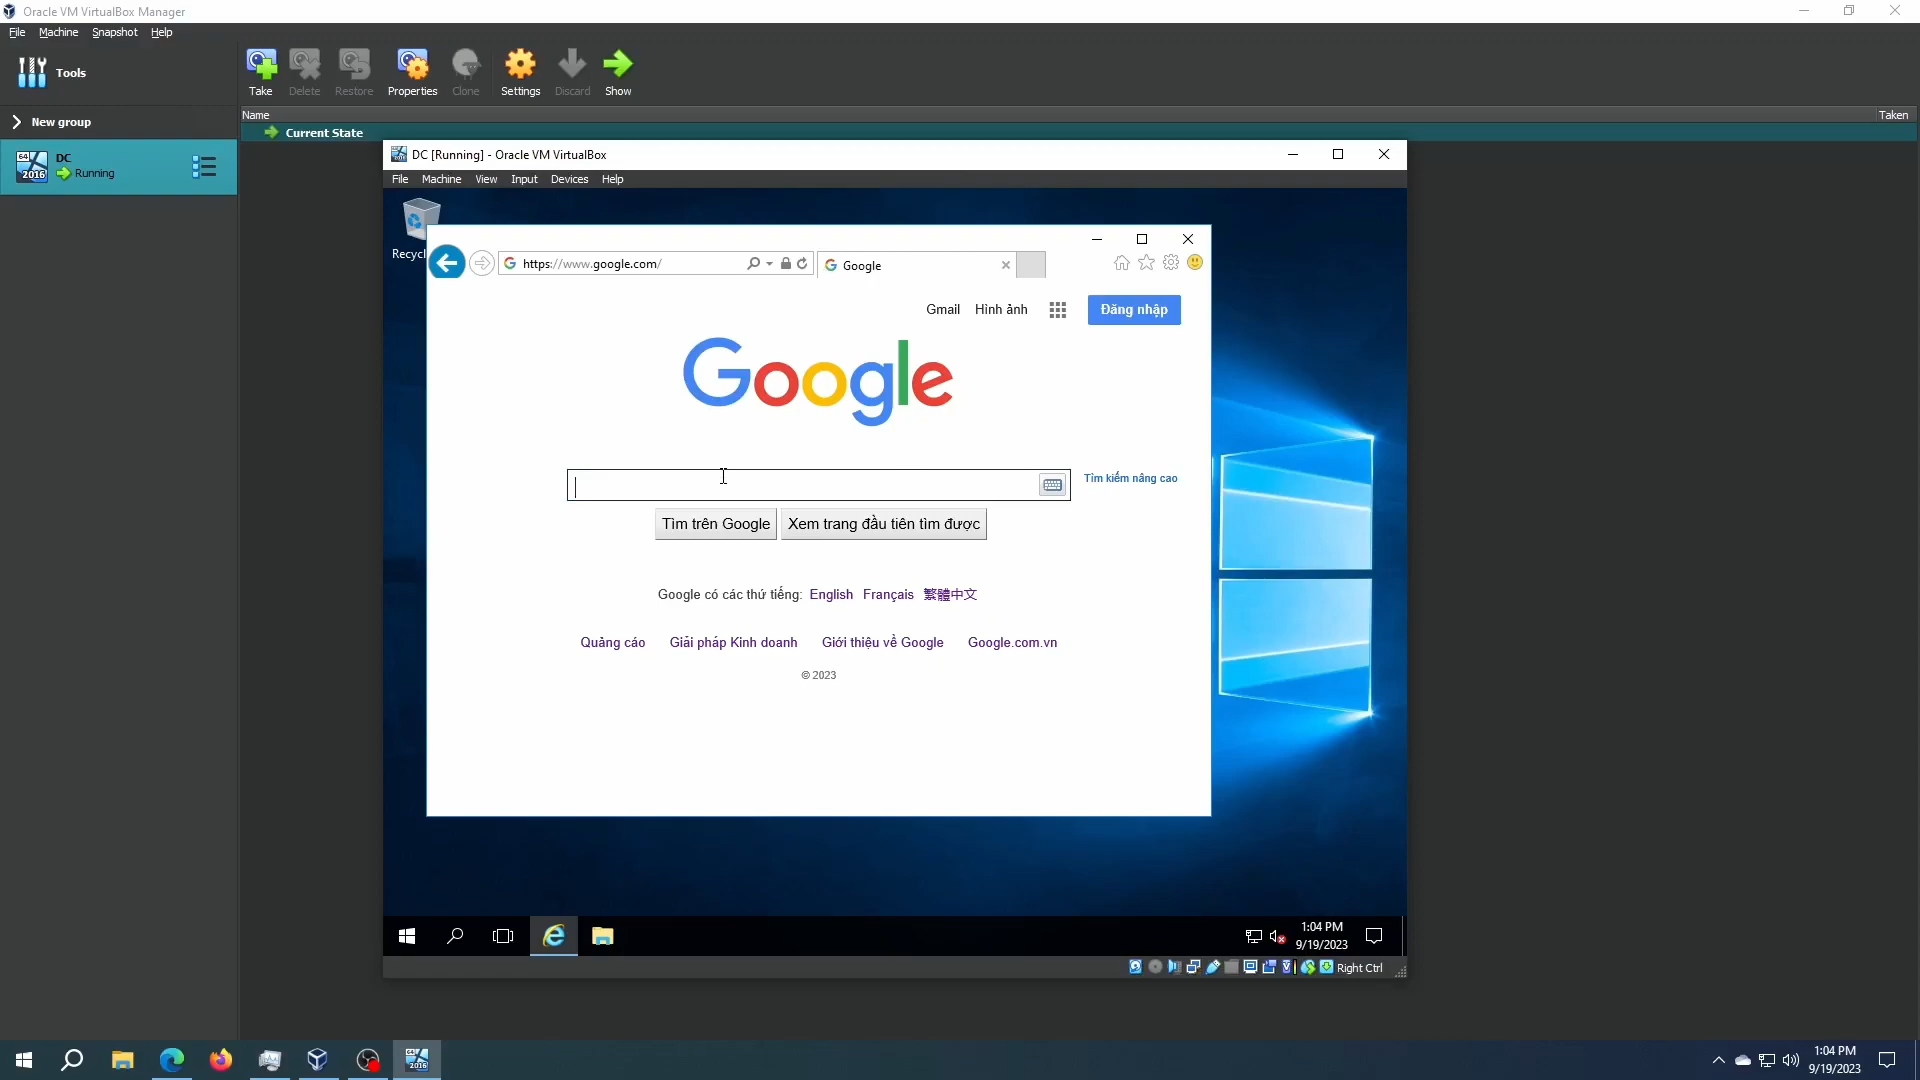 Oracle VM VirtualBox Manager
File Machine Snapshot Help
Tools
Take Delete Restore Properties Clone Settings Discard Show
New group
Name Taken
Current State
64
2016
DC
Running
DC [Running] - Oracle VM VirtualBox
File Machine View Input Devices Help
https://www.google.com/
Google
Gmail Hình ảnh Đăng nhập
Google
Tìm kiếm nâng cao
Tìm trên Google Xem trang đầu tiên tìm được
Google có các thứ tiếng: English Français 繁體中文
Quảng cáo Giải pháp Kinh doanh Giới thiệu về Google Google.com.vn
© 2023
1:04 PM
9/19/2023
Right Ctrl
64
2016
1:04 PM
9/19/2023